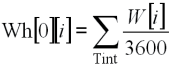 Wh[0][i] = ∑ W[i]/3600
Tint